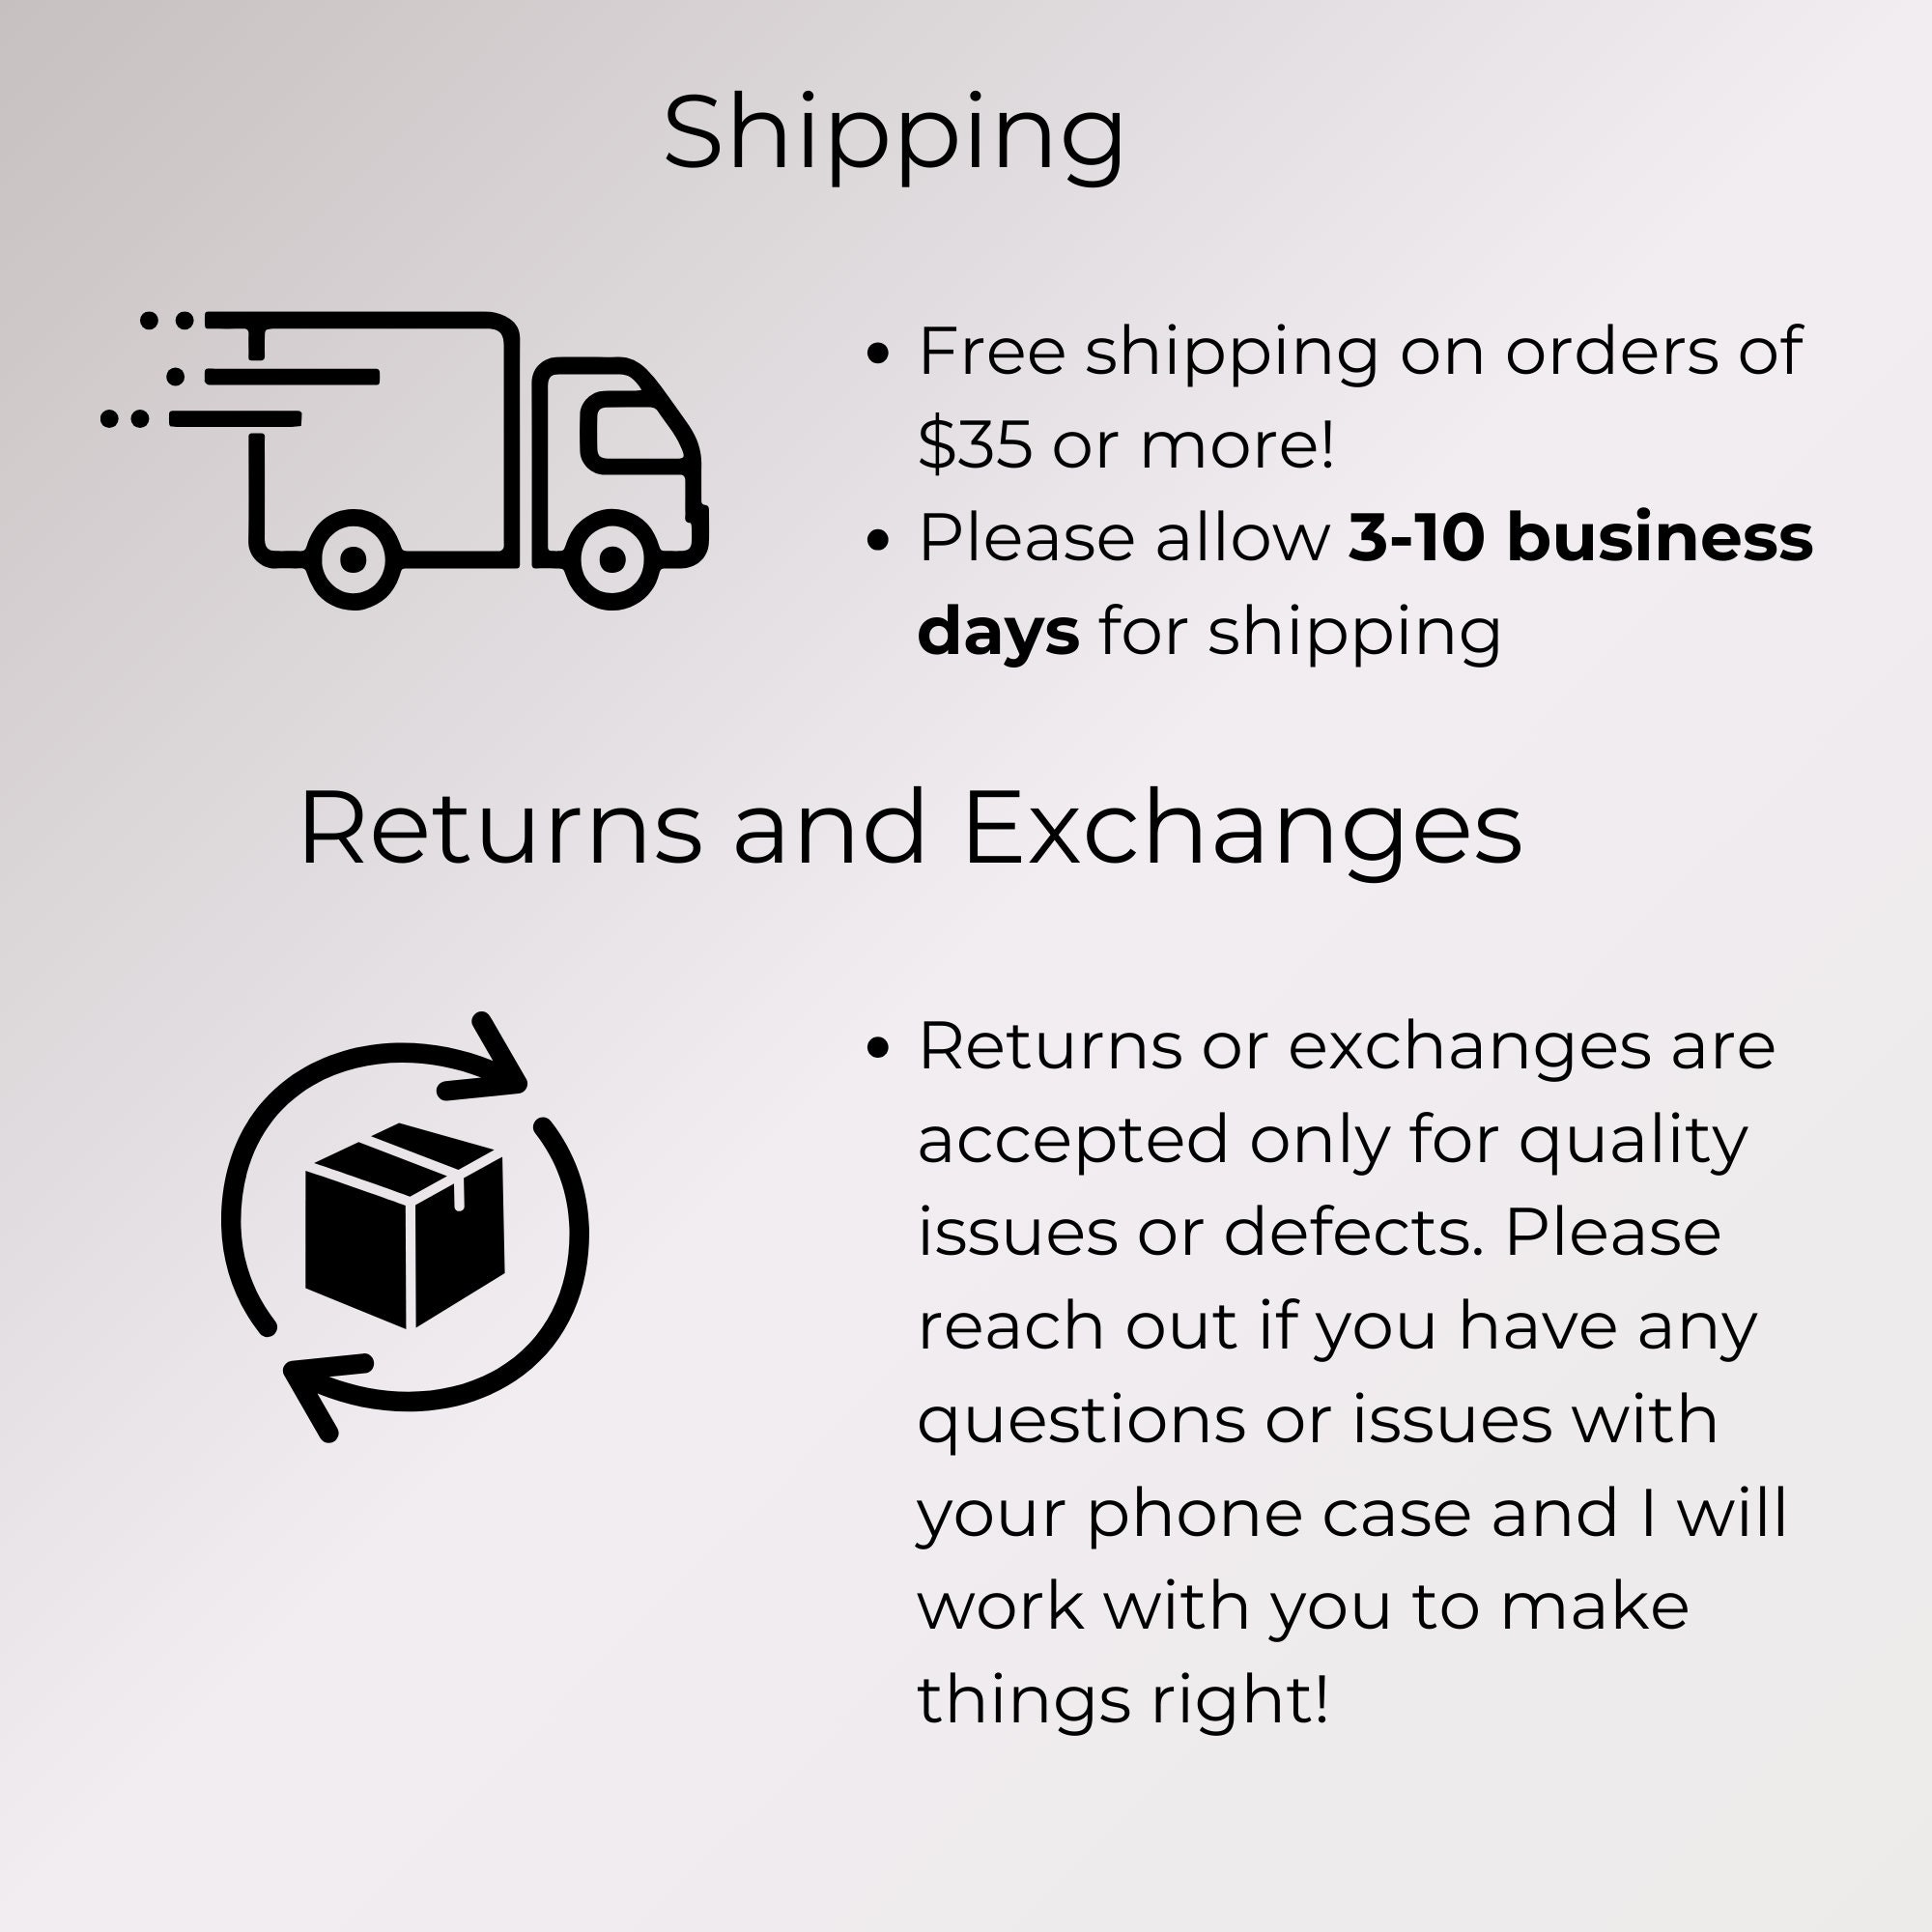 Shipping
• Free shipping on orders of
$35 or more!
• Please allow 3-10 business
days for shipping
Returns and Exchanges
• Returns or exchanges are
accepted only for quality
issues or defects. Please
reach out if you have any
questions or issues with
your phone case and I will
work with you to make
things right!